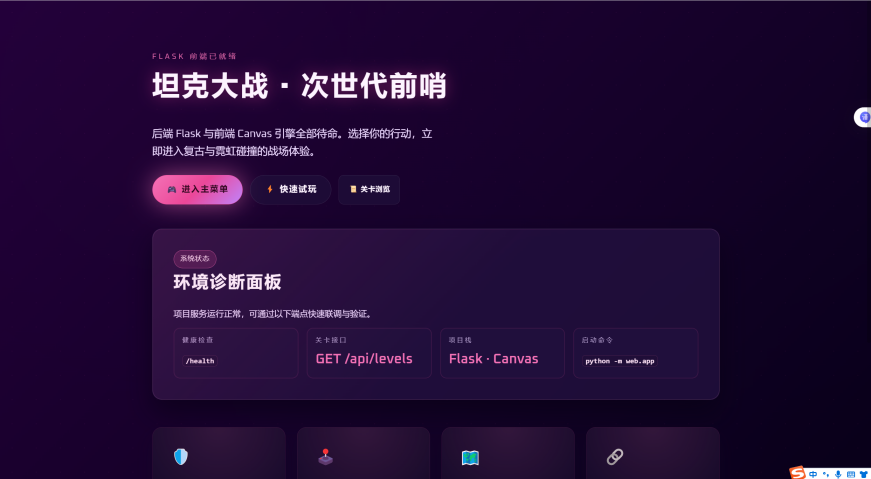 FLASK 前端已就绪
坦克大战 · 次世代前哨
后端 Flask 与前端 Canvas 引擎全部待命。选择你的行动，立
即进入复古与霓虹碰撞的战场体验。
进入主菜单
快速试玩
关卡浏览
系统状态
环境诊断面板
项目服务运行正常，可通过以下端点快速联调与验证。
健康检查
/health
关卡接口
GET /api/levels
项目栈
Flask · Canvas
启动命令
python -m web.app
译
S 中